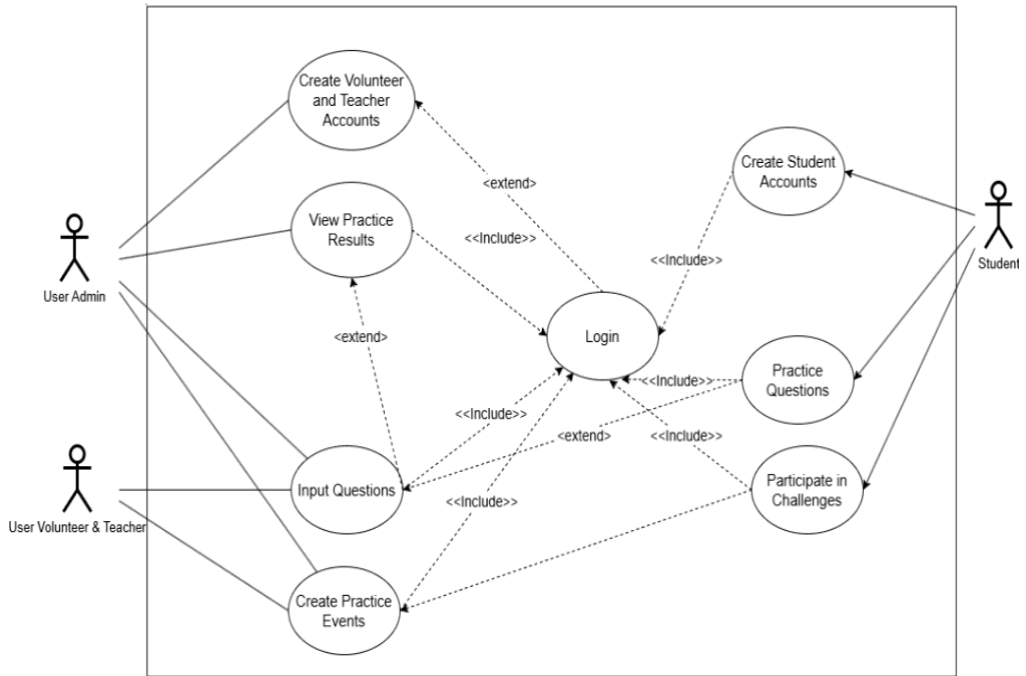 Create Volunteer
and Teacher
Accounts
Create Student
Accounts
<extend>
View Practice
Results
<<Include>>
<<Include>>
User Admin
Student
<extend>
Login
Practice
Questions
<<Include>>
<<Include>>
<extend>
<<Include>>
Input Questions
<<Include>>
Participate in
Challenges
User Volunteer & Teacher
Create Practice
Events